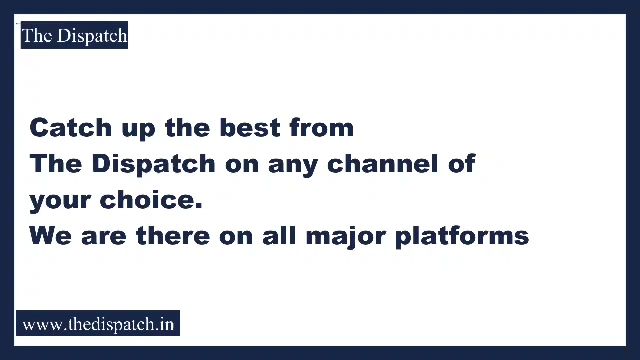 The Dispatch
Catch up the best from
The Dispatch on any channel of
your choice.
We are there on all major platforms
www.thedispatch.in